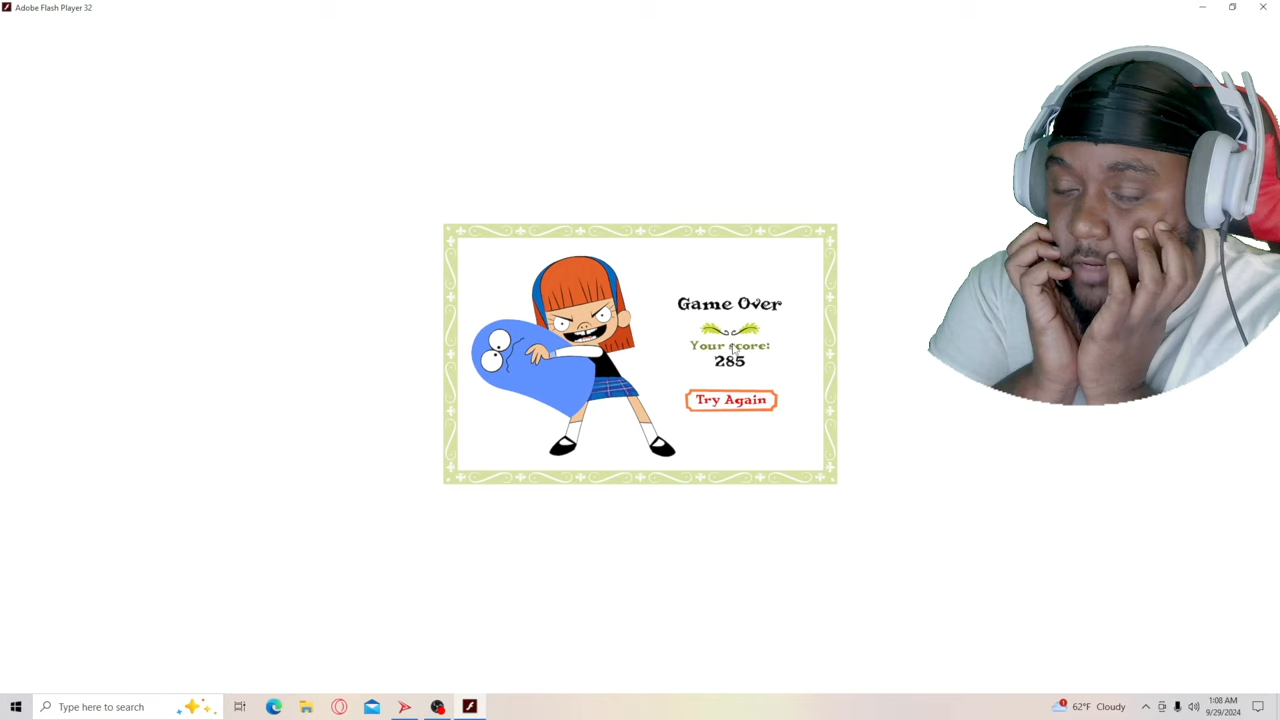 Adobe Flash Player 32
Game Over
Your score:
285
Try Again
Type here to search
62°F Cloudy
1:08 AM
9/29/2024